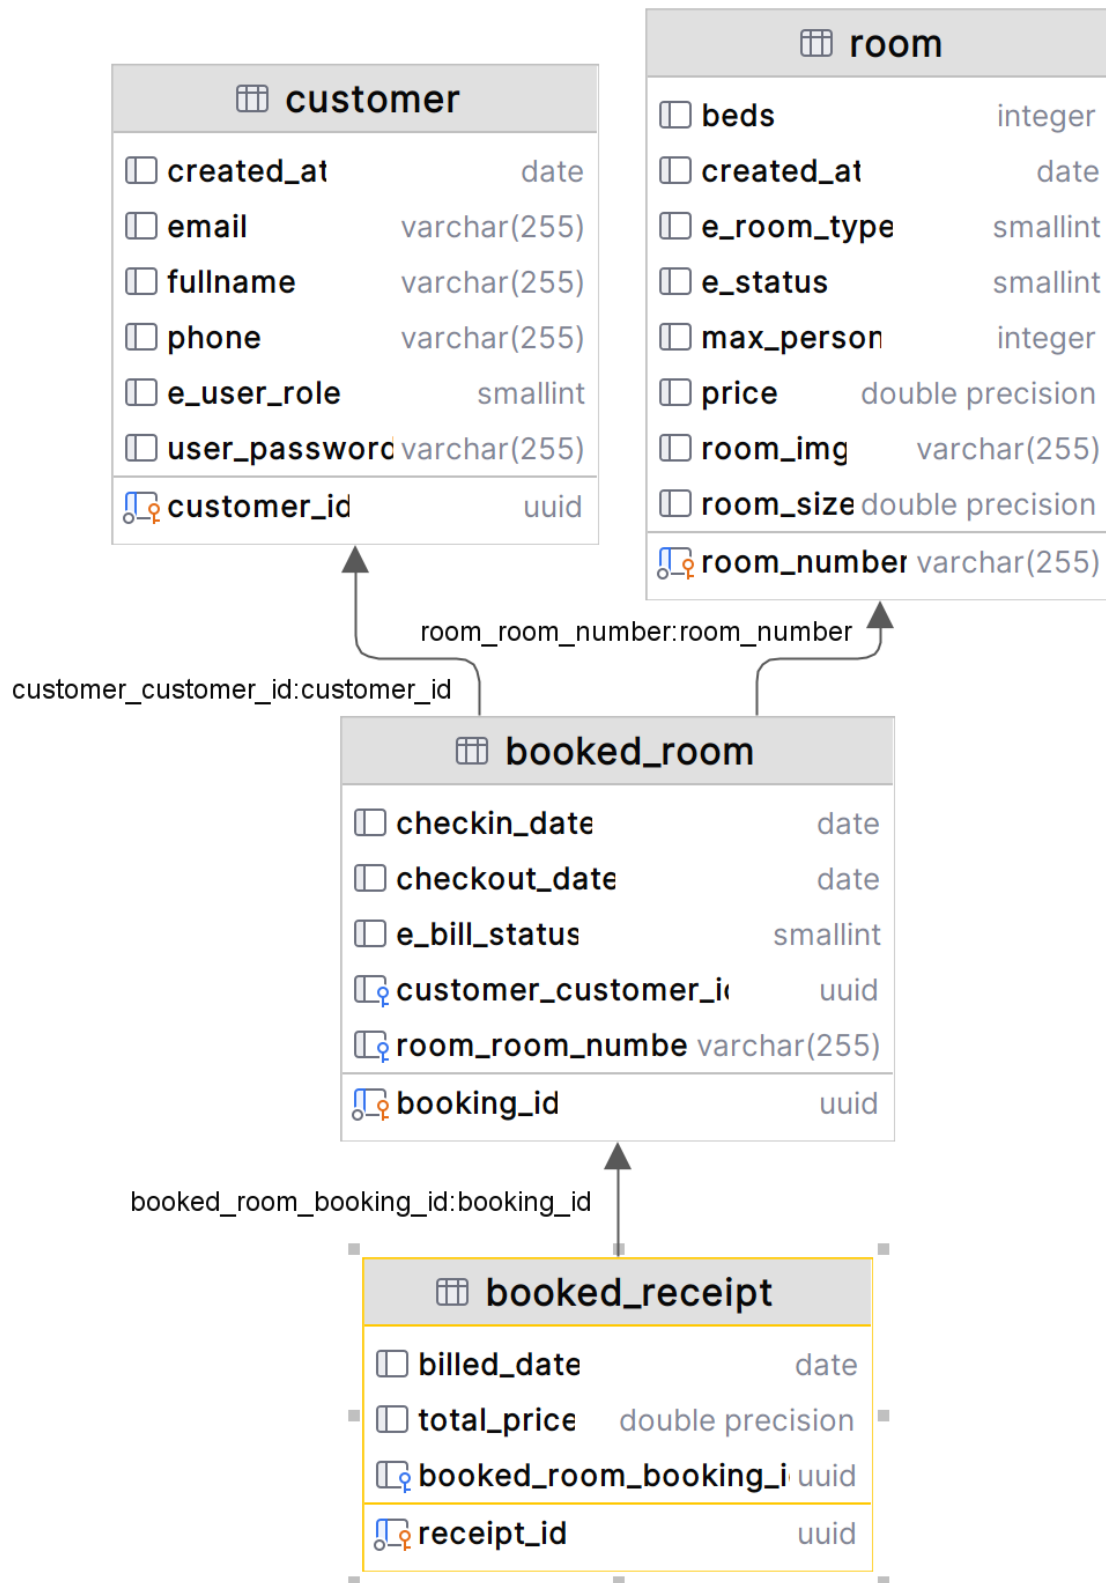 room
beds integer
created_at date
e_room_type smallint
e_status smallint
max_person integer
price double precision
room_img varchar(255)
room_size double precision
room_number varchar(255)
customer
created_at date
email varchar(255)
fullname varchar(255)
phone varchar(255)
e_user_role smallint
user_password varchar(255)
customer_id uuid
room_room_number:room_number
customer_customer_id:customer_id
booked_room
checkin_date date
checkout_date date
e_bill_status smallint
customer_customer_id uuid
room_room_numbe varchar(255)
booking_id uuid
booked_room_booking_id:booking_id
booked_receipt
billed_date date
total_price double precision
booked_room_booking_i uuid
receipt_id uuid